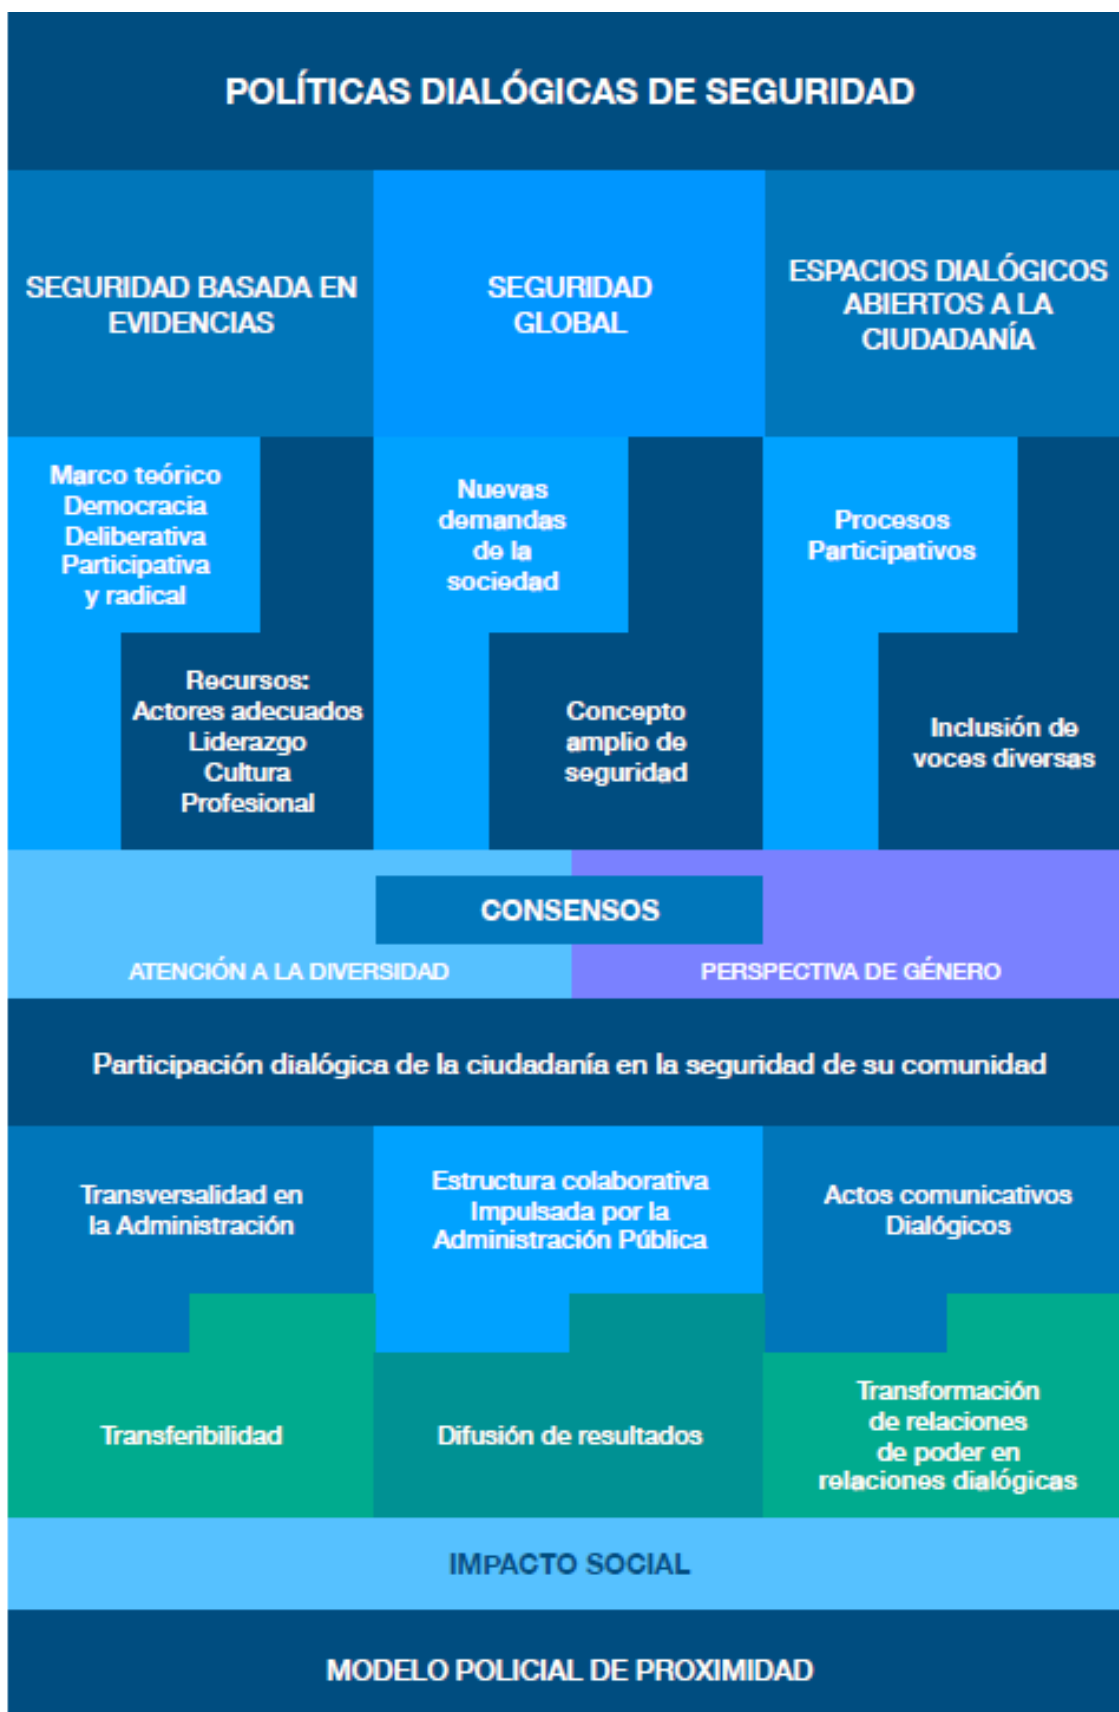 POLÍTICAS DIALÓGICAS DE SEGURIDAD
SEGURIDAD BASADA EN
EVIDENCIAS
SEGURIDAD
GLOBAL
ESPACIOS DIALÓGICOS
ABIERTOS A LA
CIUDADANÍA
Marco teórico
Democracia
Deliberativa
Participativa
y radical
Nuevas
demandas
de la
sociedad
Procesos
Participativos
Recursos:
Actores adecuados
Liderazgo
Cultura
Profesional
Concepto
amplio de
seguridad
Inclusión de
voces diversas
CONSENSOS
ATENCIÓN A LA DIVERSIDAD
PERSPECTIVA DE GÉNERO
Participación dialógica de la ciudadanía en la seguridad de su comunidad
Transversalidad en
la Administración
Estructura colaborativa
Impulsada por la
Administración Pública
Actos comunicativos
Dialógicos
Transferibilidad
Difusión de resultados
Transformación
de relaciones
de poder en
relaciones dialógicas
IMPACTO SOCIAL
MODELO POLICIAL DE PROXIMIDAD